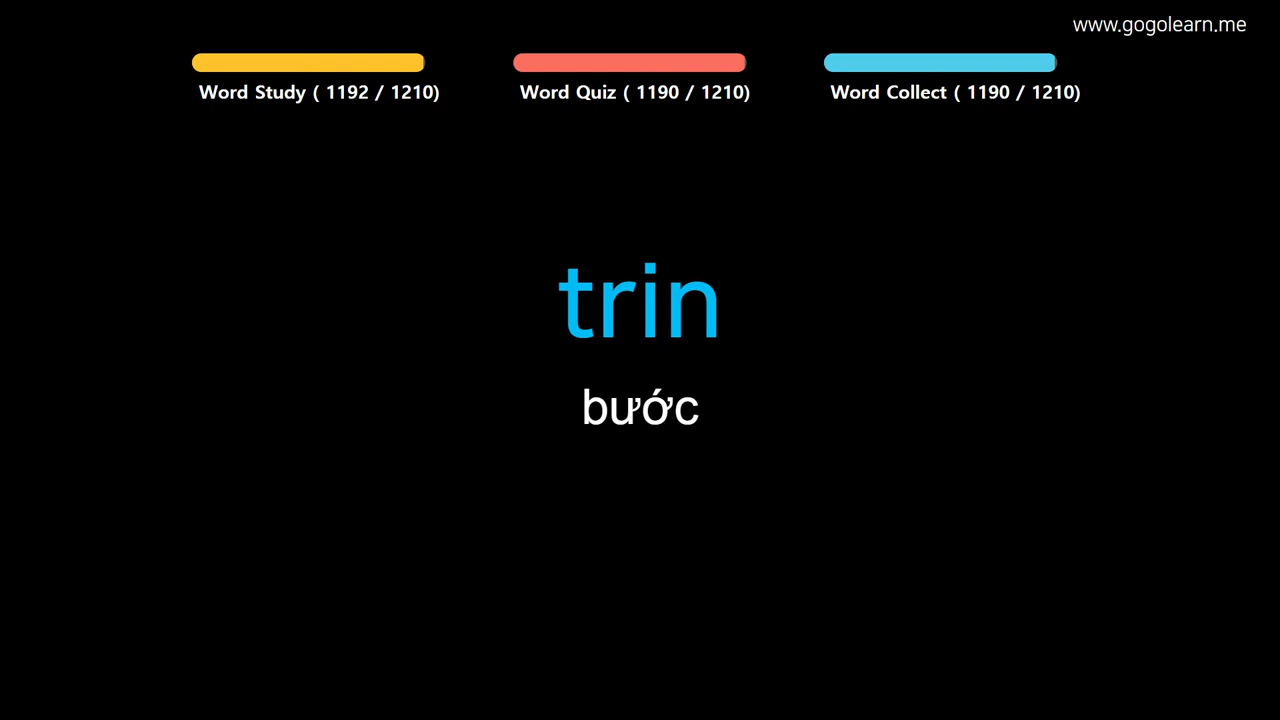 www.gogolearn.me
Word Study ( 1192 / 1210)
Word Quiz ( 1190 / 1210)
Word Collect ( 1190 / 1210)
trin
bước